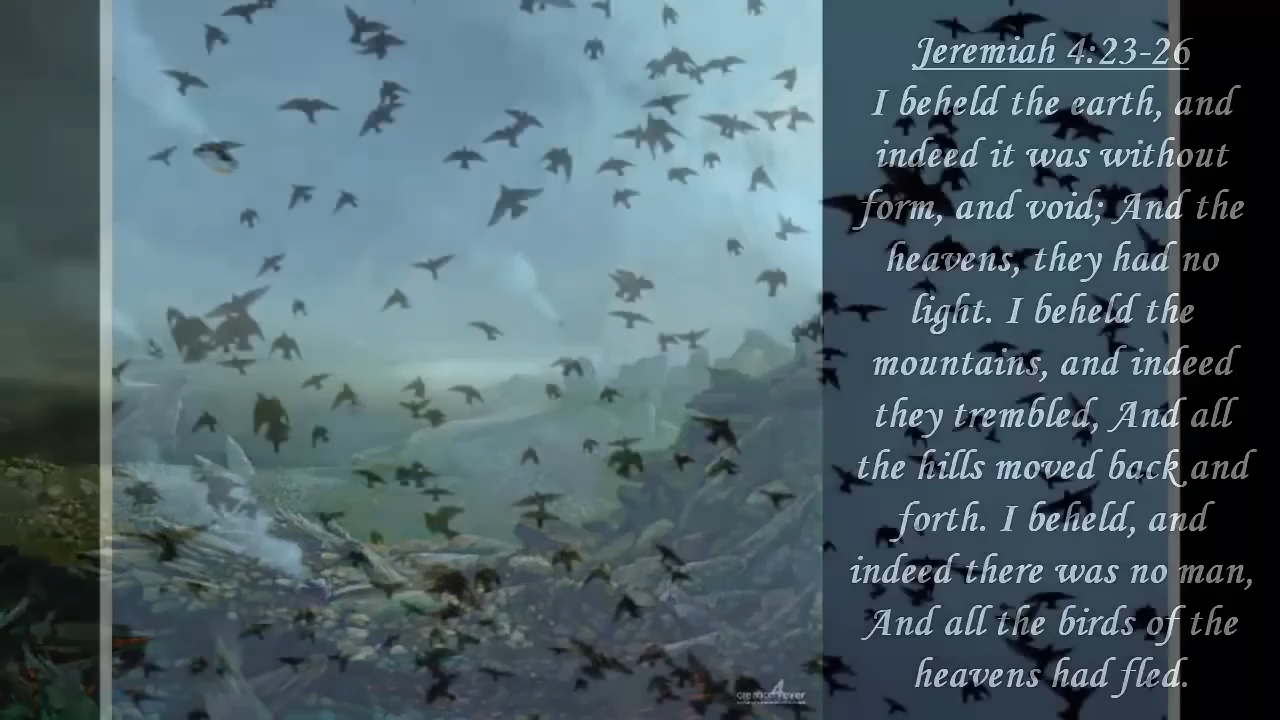 Jeremiah 4:23-26
I beheld the earth, and
indeed it was without
form, and void; And the
heavens, they had no
light. I beheld the
mountains, and indeed
they trembled, And all
the hills moved back and
forth. I beheld, and
indeed there was no man,
And all the birds of the
heavens had fled.